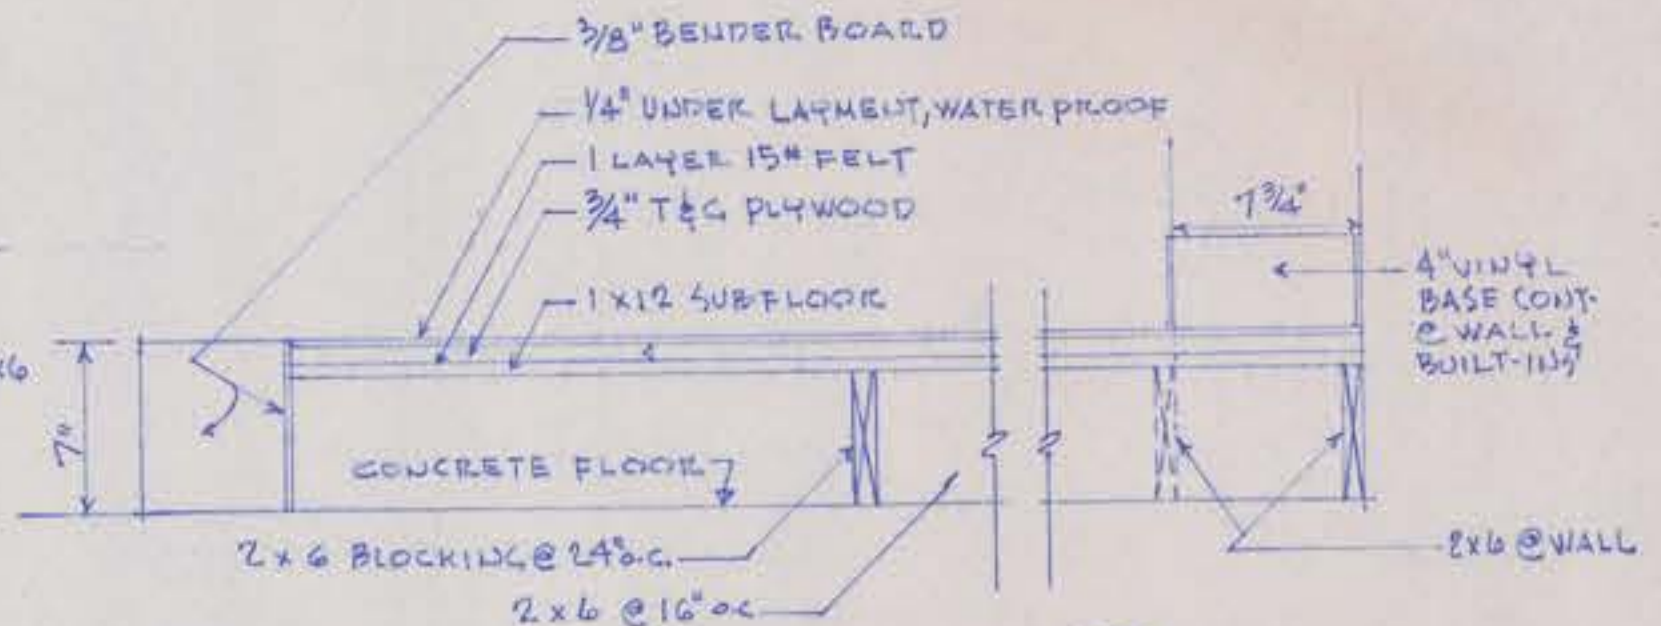 3/8" BENDER BOARD
1/4" UNDER LAYMENT, WATER PROOF
1 LAYER 15# FELT
3/4" T&G PLYWOOD
1 x 12 SUBFLOOR
7 3/4"
4" VINYL
BASE CONT.
@ WALL &
BUILT-INS
x6
7"
CONCRETE FLOOR
2 x 6 BLOCKING @ 24" o.c.
2 x 6 @ 16" oc
2x6 @ WALL